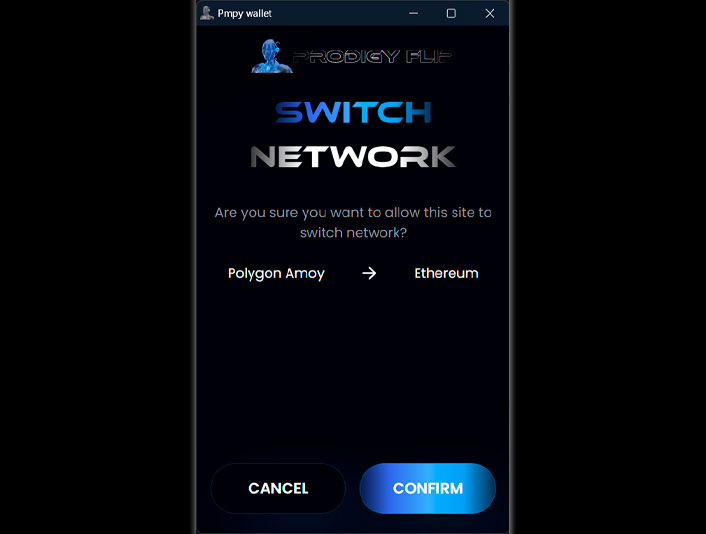 Pmpy wallet
PRODIGY FLIP
SWITCH
NETWORK
Are you sure you want to allow this site to
switch network?
Polygon Amoy → Ethereum
CANCEL CONFIRM